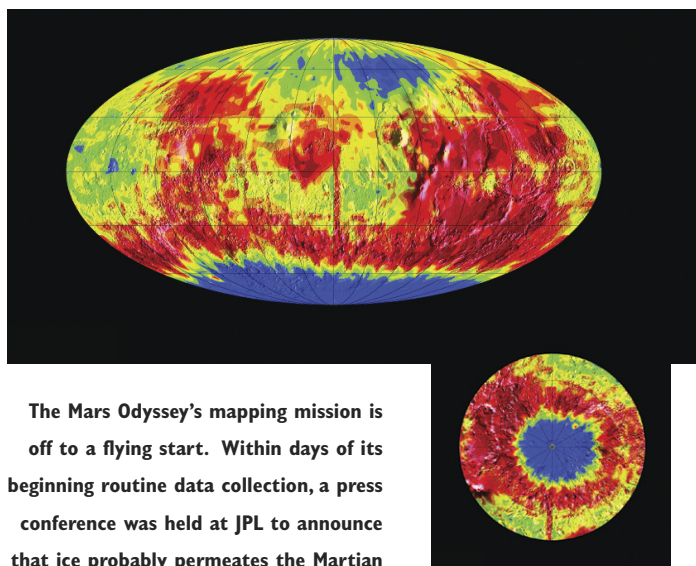 The Mars Odyssey's mapping mission is
off to a flying start. Within days of its
beginning routine data collection, a press
conference was held at JPL to announce
that ice probably permeates the Martian